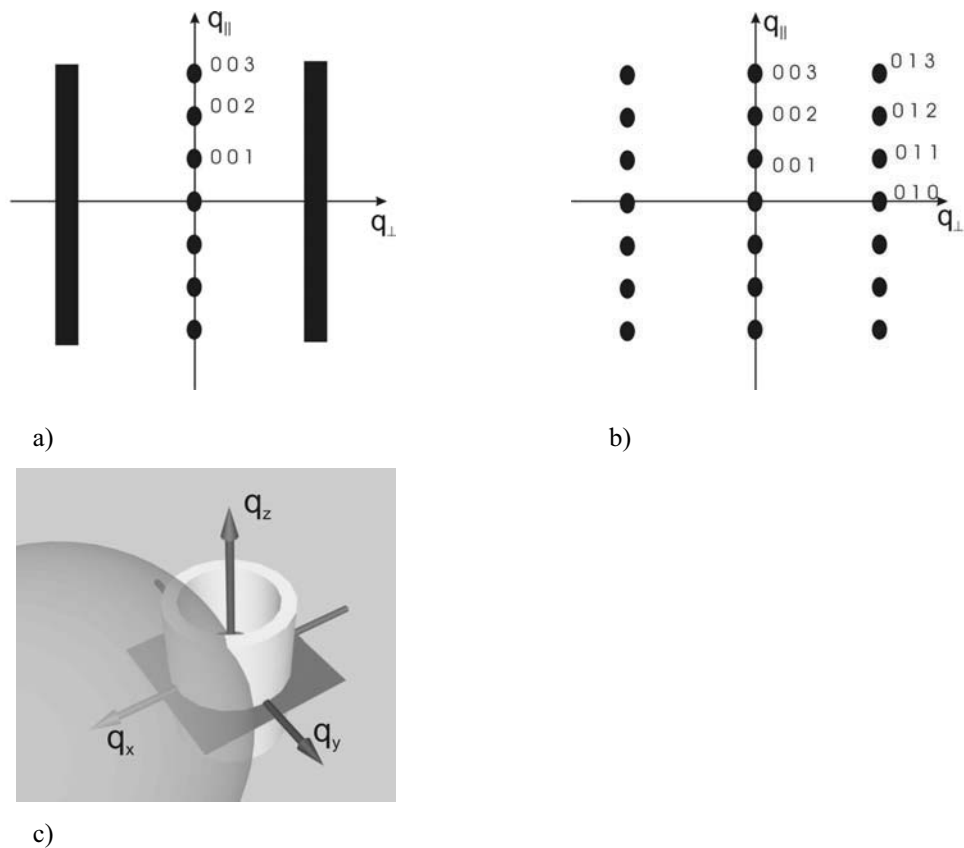 q||
0 0 3
0 0 2
0 0 1
q⊥
a)
q||
0 0 3
0 0 2
0 0 1
0 1 3
0 1 2
0 1 1
0 1 0
q⊥
b)
qz
qx
qy
c)